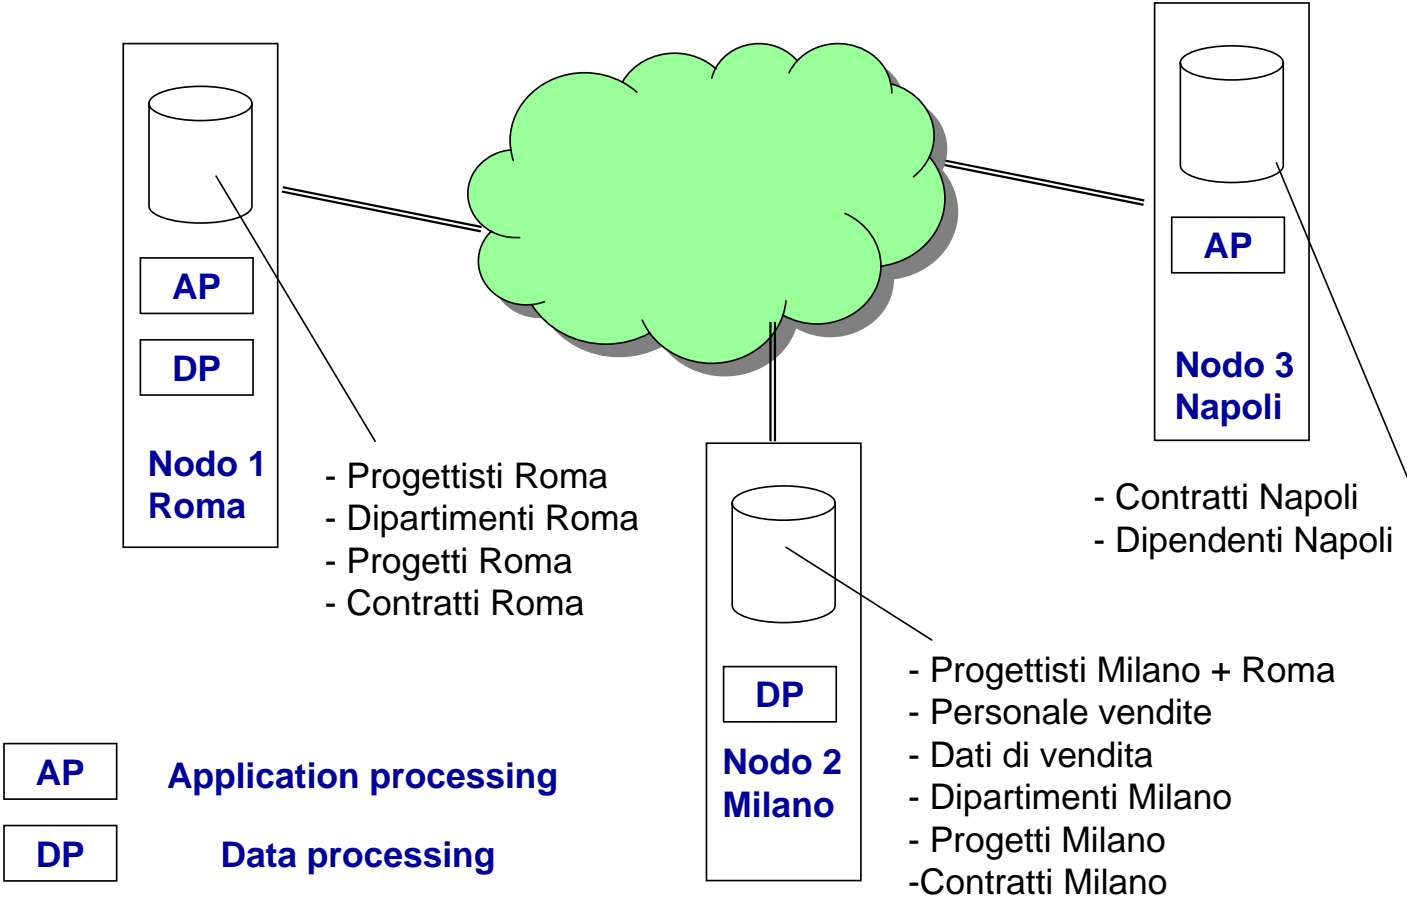 AP
DP
Nodo 1
Roma
- Progettisti Roma
- Dipartimenti Roma
- Progetti Roma
- Contratti Roma
DP
Nodo 2
Milano
- Progettisti Milano + Roma
- Personale vendite
- Dati di vendita
- Dipartimenti Milano
- Progetti Milano
-Contratti Milano
AP
Nodo 3
Napoli
- Contratti Napoli
- Dipendenti Napoli
AP Application processing
DP Data processing